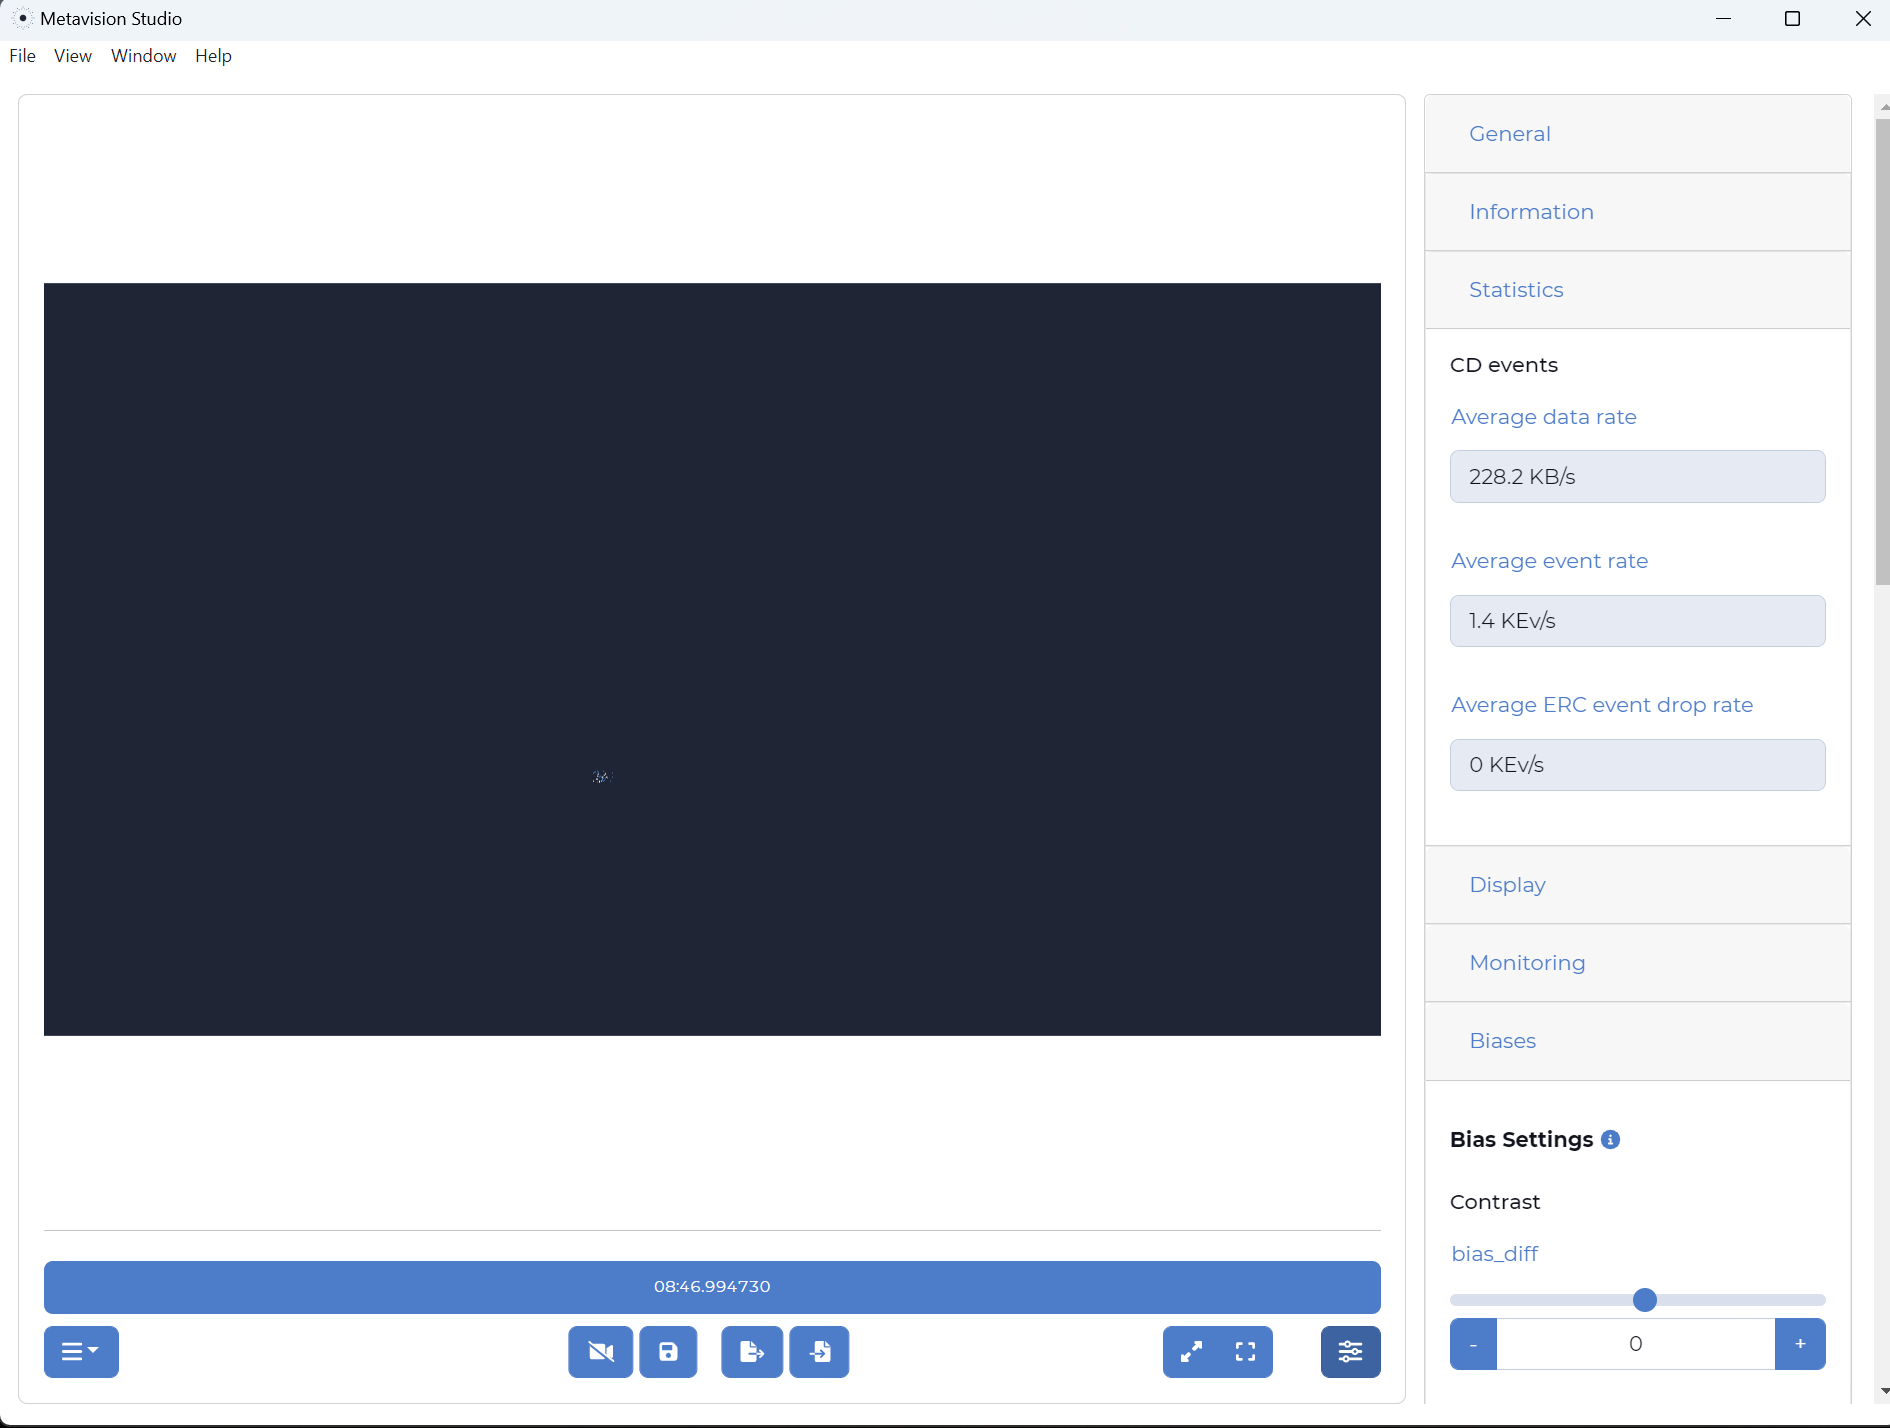 Metavision Studio
File View Window Help
General
Information
Statistics
CD events
Average data rate
228.2 KB/s
Average event rate
1.4 KEv/s
Average ERC event drop rate
0 KEv/s
Display
Monitoring
Biases
Bias Settings
Contrast
bias_diff
- 0 +
08:46.994730